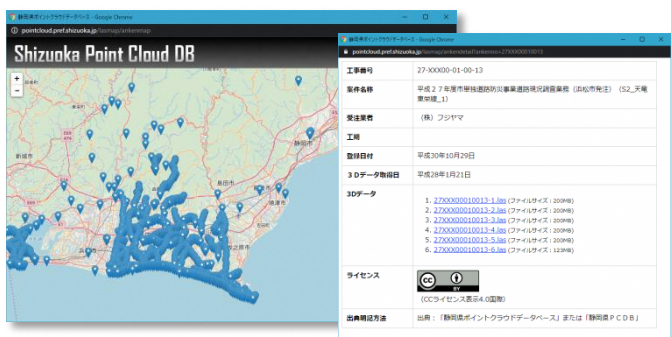 静岡県ポイントクラウドデータベース - Google Chrome
pointcloud.pref.shizuoka.jp/lasmap/ankenmap
Shizuoka Point Cloud DB
+
-
新城市
静岡市
島田市
焼津市
静岡県ポイントクラウドデータベース - Google Chrome
pointcloud.pref.shizuoka.jp/lasmap/ankendetail?ankenno=27XXX00010013
工事番号
27-XXX00-01-00-13
案件名称
平成27年度市単独道路防災事業道路現況調査業務(浜松市発注)(S2_天竜
東栄線_1)
受注業者
(株)フジヤマ
工期
登録日付
平成30年10月29日
3Dデータ取得日
平成28年1月21日
3Dデータ
1. 27XXX00010013-1.las (ファイルサイズ:200MB)
2. 27XXX00010013-2.las (ファイルサイズ:200MB)
3. 27XXX00010013-3.las (ファイルサイズ:200MB)
4. 27XXX00010013-4.las (ファイルサイズ:200MB)
5. 27XXX00010013-5.las (ファイルサイズ:200MB)
6. 27XXX00010013-6.las (ファイルサイズ:123MB)
ライセンス
cc
BY
(CCライセンス表示4.0国際)
出典明記方法
出典:「静岡県ポイントクラウドデータベース」または「静岡県PCDB」